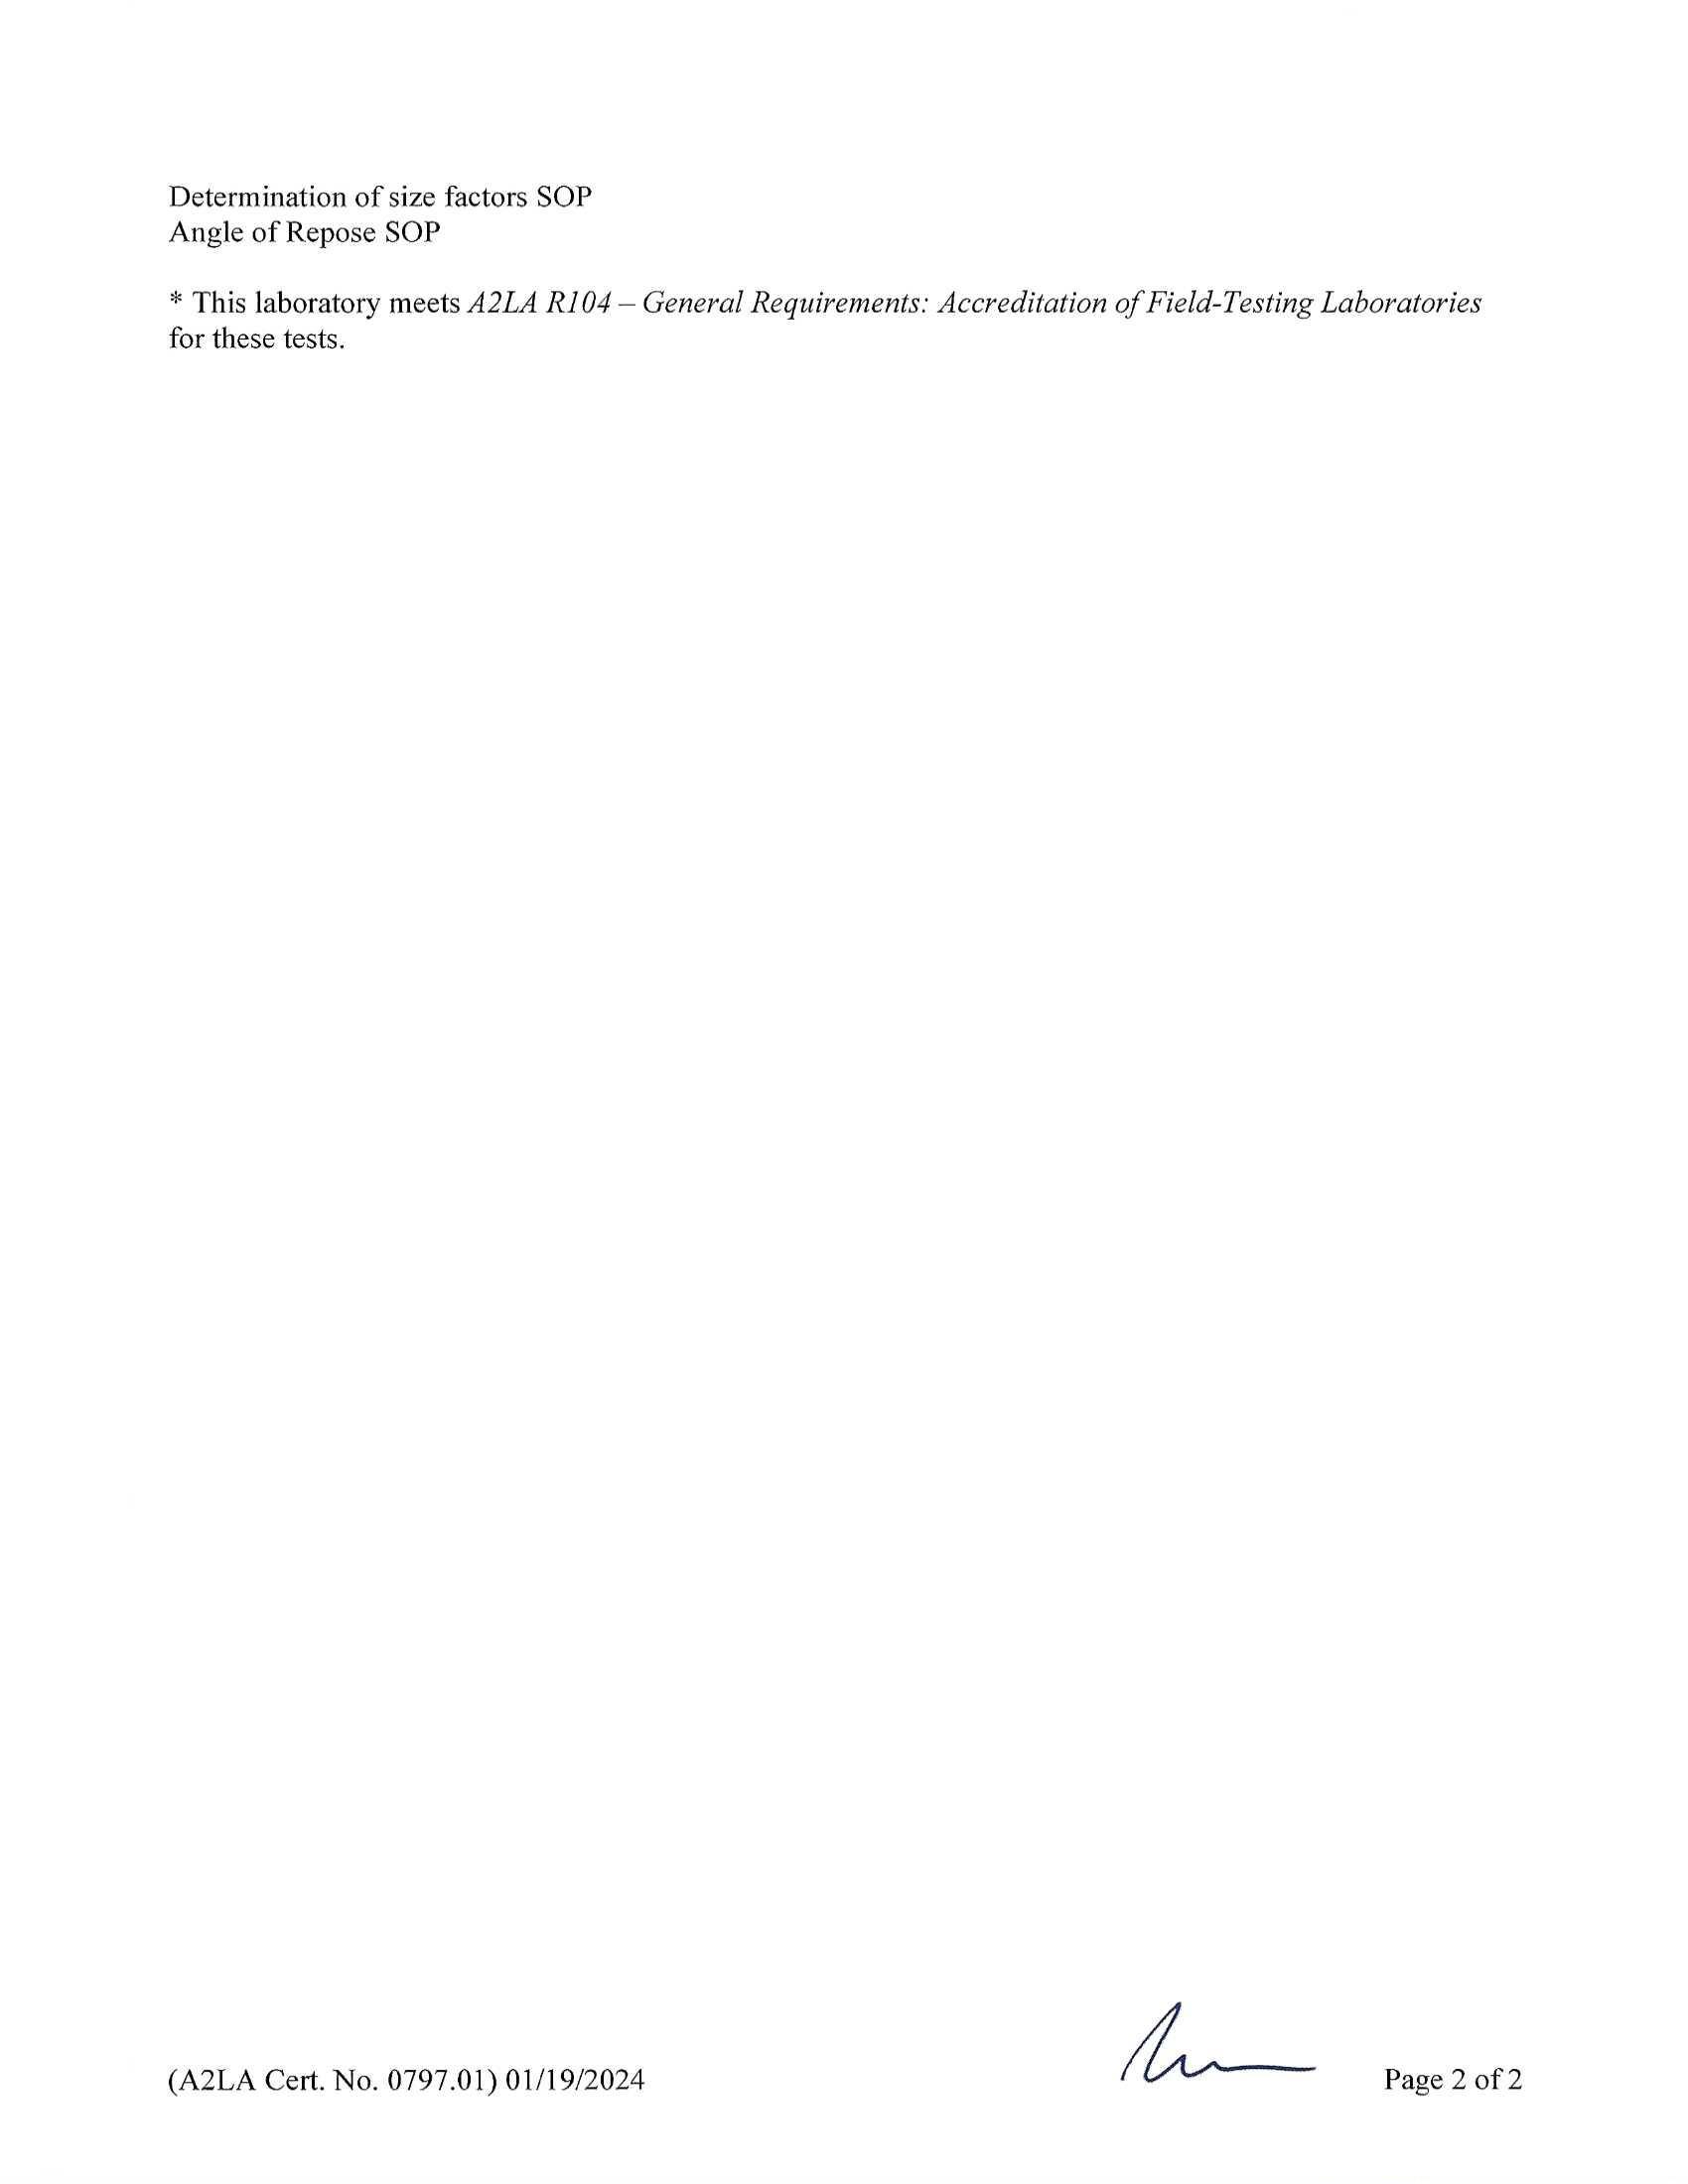 Determination of size factors SOP
Angle of Repose SOP
* This laboratory meets A2LA R104 – General Requirements: Accreditation of Field-Testing Laboratories
for these tests.
(A2LA Cert. No. 0797.01) 01/19/2024
Page 2 of 2